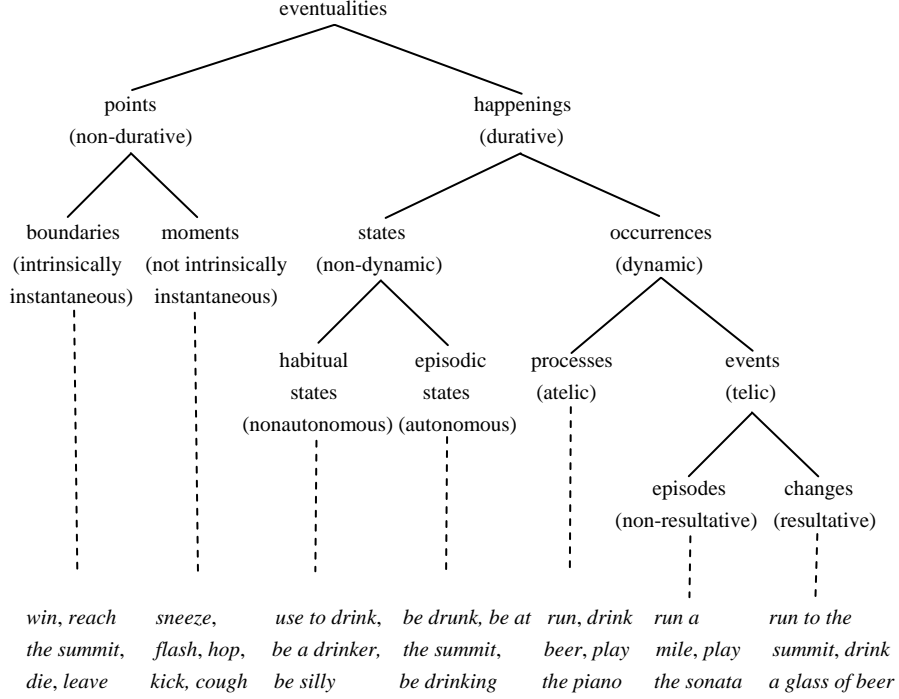 eventualities
points
(non-durative)
happenings
(durative)
boundaries
(intrinsically
instantaneous)
moments
(not intrinsically
instantaneous)
states
(non-dynamic)
occurrences
(dynamic)
habitual
states
(nonautonomous)
episodic
states
(autonomous)
processes
(atelic)
events
(telic)
episodes
(non-resultative)
changes
(resultative)
win, reach
the summit,
die, leave
sneeze,
flash, hop,
kick, cough
use to drink,
be a drinker,
be silly
be drunk, be at
the summit,
be drinking
run, drink
beer, play
the piano
run a
mile, play
the sonata
run to the
summit, drink
a glass of beer